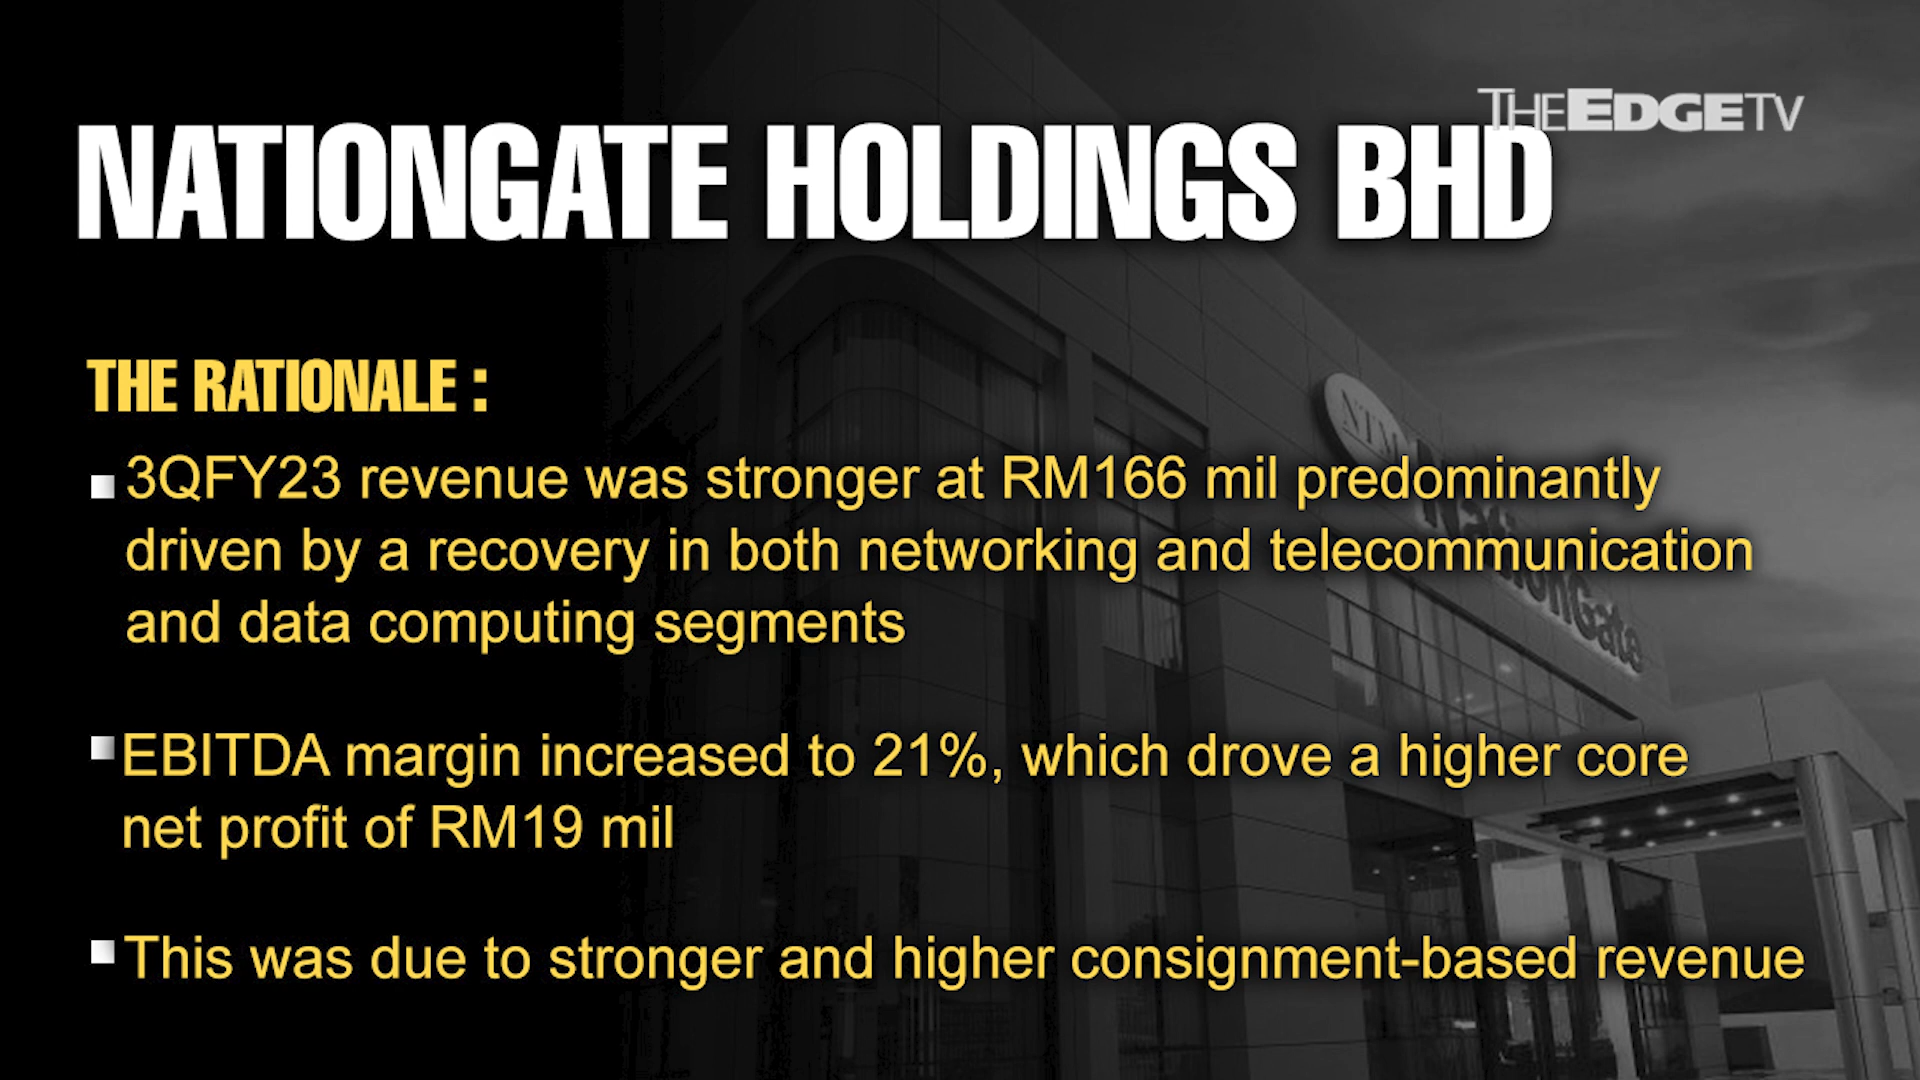 THEEDGETV
NATIONGATE HOLDINGS BHD
THE RATIONALE :
3QFY23 revenue was stronger at RM166 mil predominantly
driven by a recovery in both networking and telecommunication
and data computing segments
EBITDA margin increased to 21%, which drove a higher core
net profit of RM19 mil
This was due to stronger and higher consignment-based revenue
NTM
NationGate